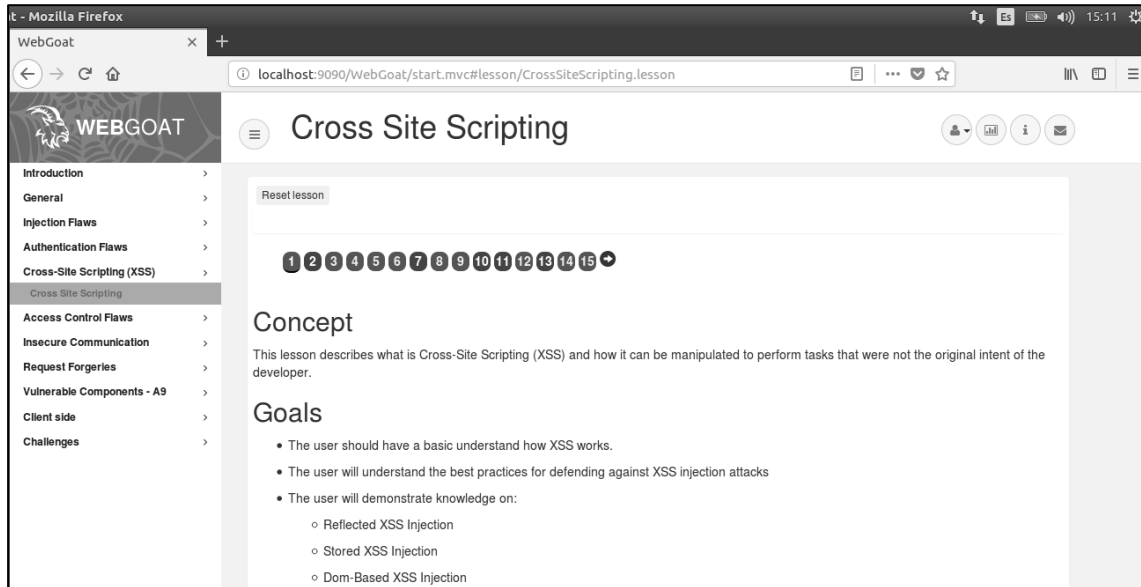 t - Mozilla Firefox
Es
15:11
WebGoat
localhost:9090/WebGoat/start.mvc#lesson/CrossSiteScripting.lesson
WEBGOAT
Cross Site Scripting
Introduction
General
Injection Flaws
Authentication Flaws
Cross-Site Scripting (XSS)
Cross Site Scripting
Access Control Flaws
Insecure Communication
Request Forgeries
Vulnerable Components - A9
Client side
Challenges
Reset lesson
1 2 3 4 5 6 7 8 9 10 11 12 13 14 15
Concept
This lesson describes what is Cross-Site Scripting (XSS) and how it can be manipulated to perform tasks that were not the original intent of the
developer.
Goals
• The user should have a basic understand how XSS works.
• The user will understand the best practices for defending against XSS injection attacks
• The user will demonstrate knowledge on:
◦ Reflected XSS Injection
◦ Stored XSS Injection
◦ Dom-Based XSS Injection